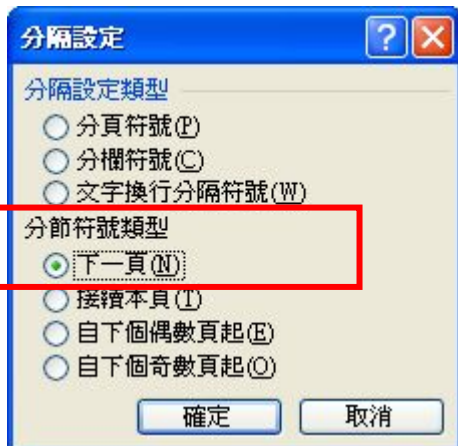 分隔設定
分隔設定類型
分頁符號(P)
分欄符號(C)
文字換行分隔符號(W)
分節符號類型
下一頁(N)
接續本頁(T)
自下個偶數頁起(E)
自下個奇數頁起(O)
確定 取消